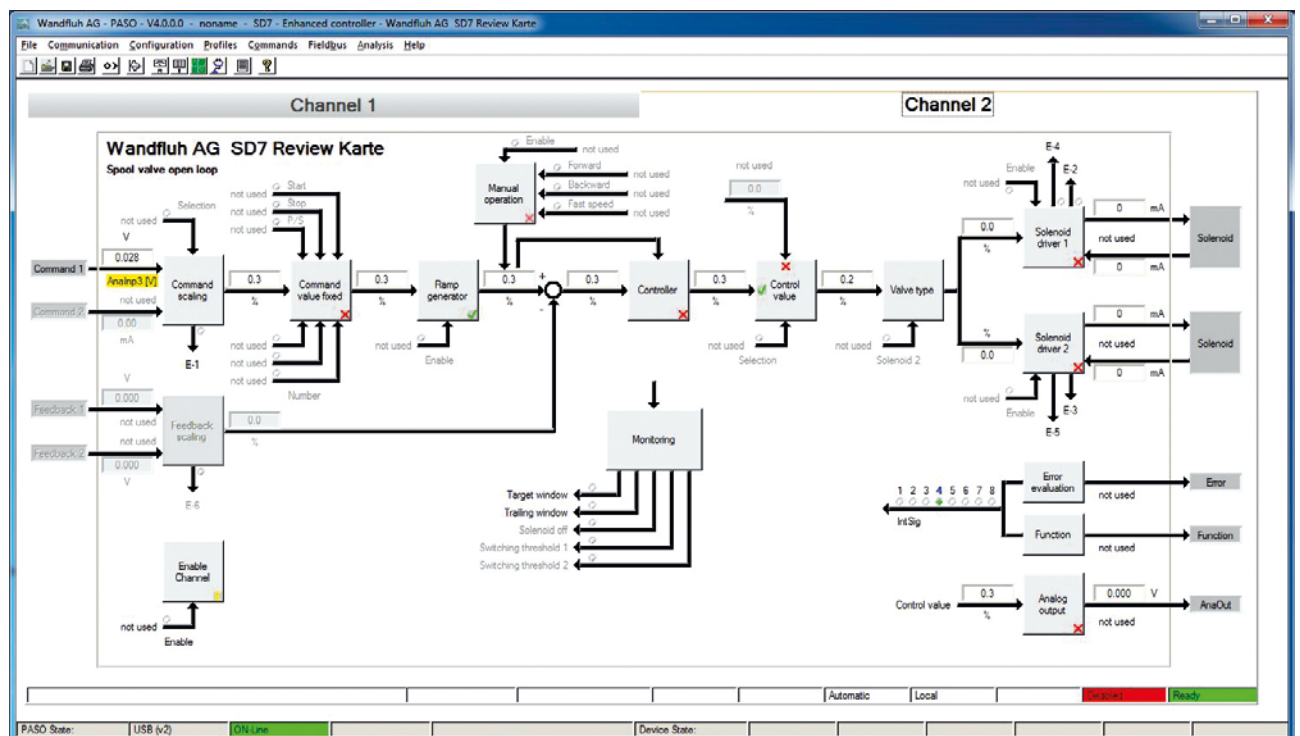 Wandfluh AG - PASO - V4.0.0.0 - noname - SD7 - Enhanced controller - Wandfluh AG SD7 Review Karte
File Communication Configuration Profiles Commands Fieldbus Analysis Help
Channel 1
Channel 2
Wandfluh AG SD7 Review Karte
Spool valve open loop
Selection
not used
V
0.028
Command 1
AnaInp3 [V]
Command 2
not used
0.00
mA
Command scaling
E-1
0.3
%
not used Start
not used Stop
not used P/S
Command value fixed
not used
not used
not used
Number
0.3
%
Ramp generator
not used
Enable
Enable
not used
Manual operation
Forward not used
Backward not used
Fast speed not used
0.3
%
+
-
0.3
%
Controller
0.3
%
not used
0.0
%
Control value
not used
Selection
0.2
%
Valve type
not used
Solenoid 2
E-4
E-2
Enable
not used
0.0
%
Solenoid driver 1
0 mA
not used
0 mA
Solenoid
%
0.0
Solenoid driver 2
0 mA
not used
0 mA
Solenoid
not used
Enable
E-3
E-5
V
0.000
Feedback 1
not used
not used
Feedback 2
0.000
V
Feedback scaling
E-6
0.0
%
Monitoring
Target window
Trailing window
Solenoid off
Switching threshold 1
Switching threshold 2
1 2 3 4 5 6 7 8
IntSig
Error evaluation
not used
Error
Function
not used
Function
Enable Channel
not used
Enable
Control value
0.3
%
Analog output
0.000 V
not used
AnaOut
Automatic Local Disabled Ready
PASO State: USB (v2) ON-Line Device State: